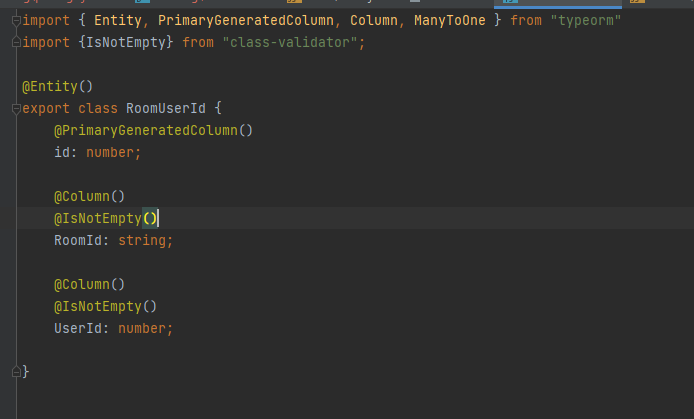 import { Entity, PrimaryGeneratedColumn, Column, ManyToOne } from "typeorm"
import {IsNotEmpty} from "class-validator";
@Entity()
export class RoomUserId {
@PrimaryGeneratedColumn()
id: number;
@Column()
@IsNotEmpty()
RoomId: string;
@Column()
@IsNotEmpty()
UserId: number;
}